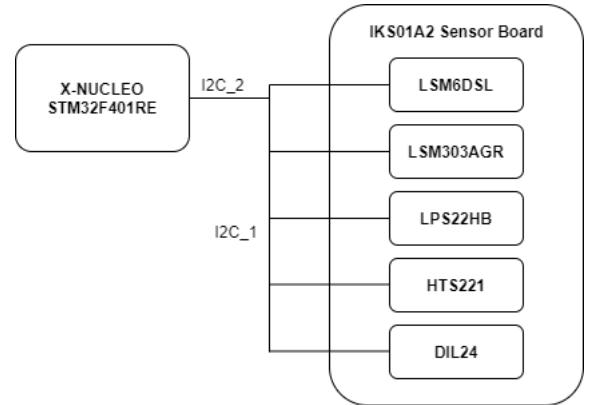 IKS01A2 Sensor Board
X-NUCLEO
STM32F401RE
I2C_2
LSM6DSL
LSM303AGR
LPS22HB
I2C_1
HTS221
DIL24